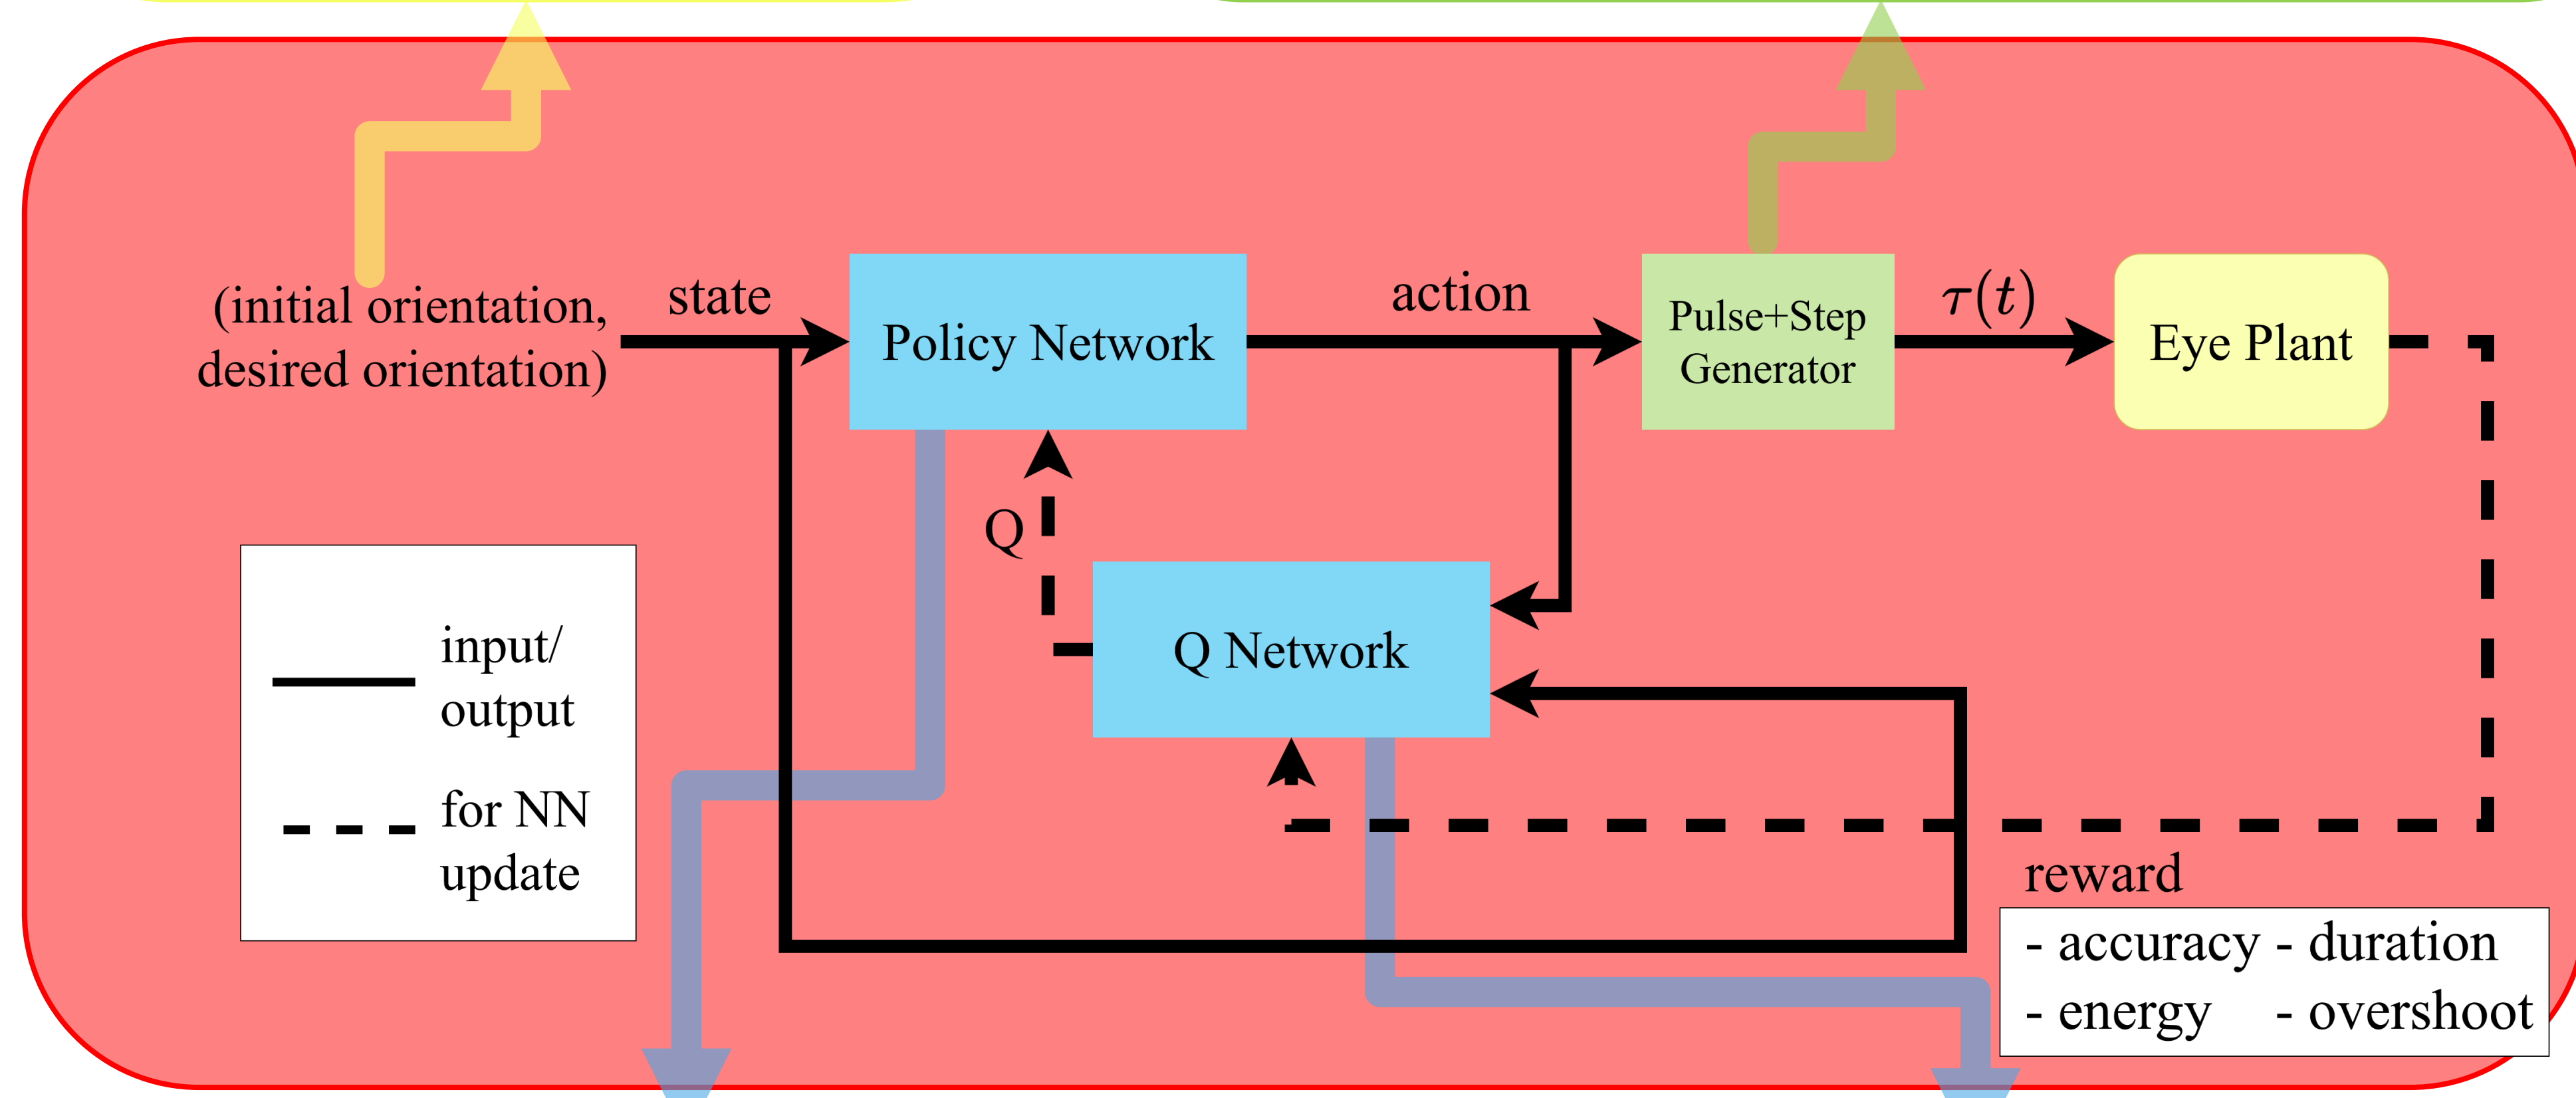 (initial orientation,
desired orientation)
state
Policy Network
action
Pulse+Step
Generator
τ(t)
Eye Plant
Q
Q Network
input/
output
for NN
update
reward
- accuracy - duration
- energy - overshoot